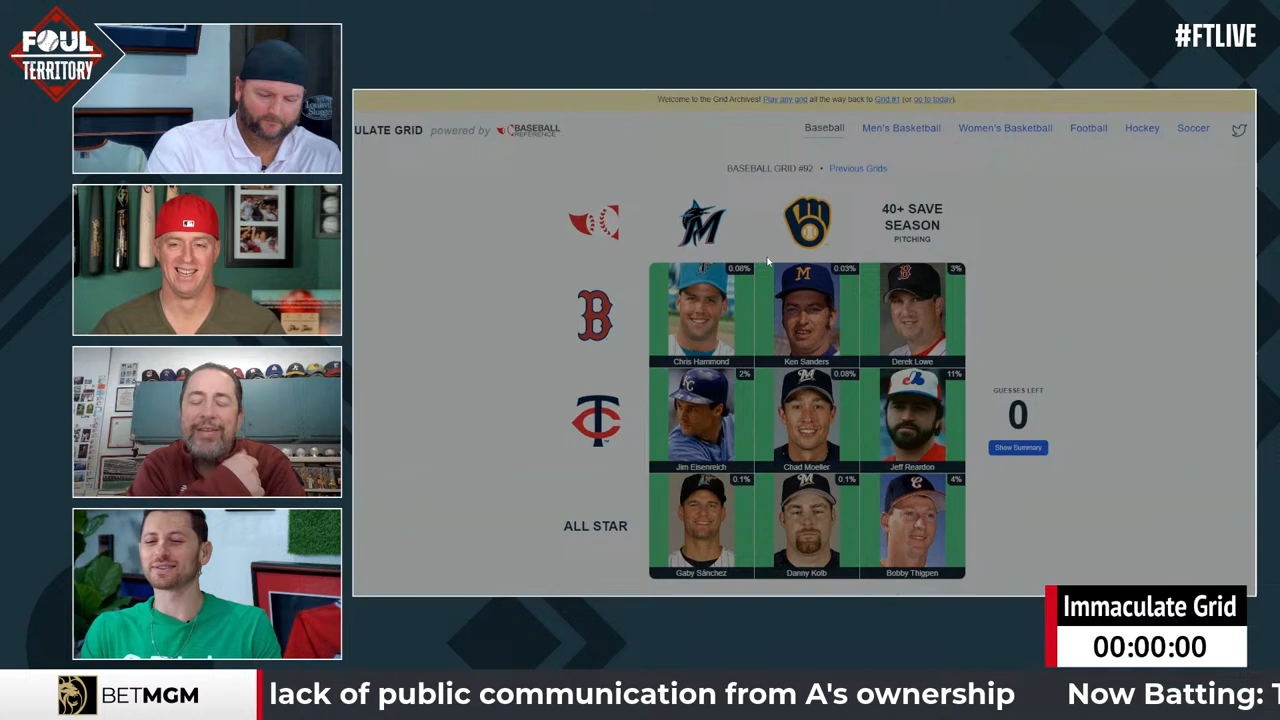 FOUL
TERRITORY
#FTLIVE
Louisville
Slugger
Welcome to the Grid Archives! Play any grid all the way back to Grid #1 (or go to today).
ULATE GRID powered by BASEBALL REFERENCE
Baseball Men's Basketball Women's Basketball Football Hockey Soccer
BASEBALL GRID #92 • Previous Grids
40+ SAVE
SEASON
PITCHING
0.08% 0.03% 3%
Chris Hammond Ken Sanders Derek Lowe
2% 0.08% 11%
Jim Eisenreich Chad Moeller Jeff Reardon
0.1% 0.1% 4%
ALL STAR
Gaby Sánchez Danny Kolb Bobby Thigpen
GUESSES LEFT
0
Show Summary
Immaculate Grid
00:00:00
BETMGM
lack of public communication from A's ownership Now Batting: T